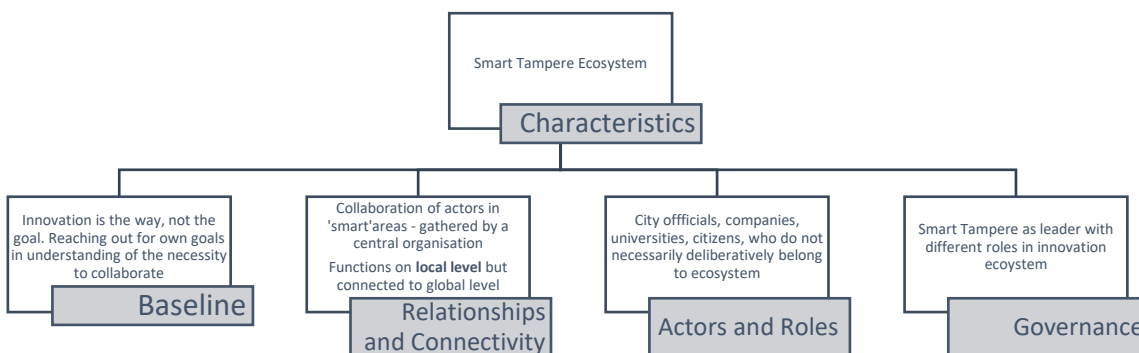 Smart Tampere Ecosystem
Characteristics
Innovation is the way, not the
goal. Reaching out for own goals
in understanding of the necessity
to collaborate
Baseline
Collaboration of actors in
'smart'areas - gathered by a
central organisation
Functions on local level but
connected to global level
Relationships
and Connectivity
City offficials, companies,
universities, citizens, who do not
necessarily deliberatively belong
to ecosystem
Actors and Roles
Smart Tampere as leader with
different roles in innovation
ecoystem
Governance